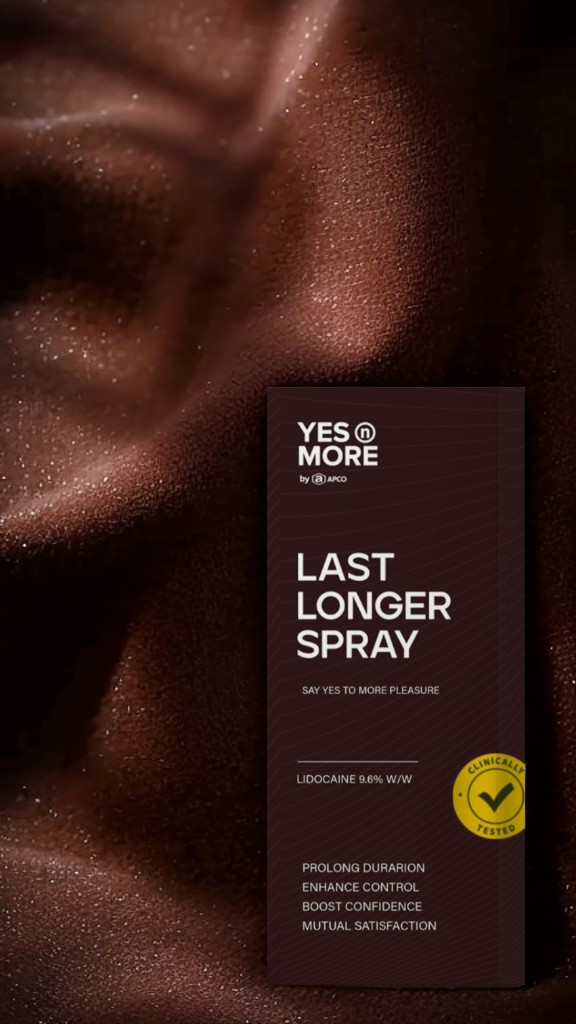 YES n
MORE
by a APCO
LAST
LONGER
SPRAY
SAY YES TO MORE PLEASURE
LIDOCAINE 9.6% W/W
CLINICALLY
TESTED
PROLONG DURARION
ENHANCE CONTROL
BOOST CONFIDENCE
MUTUAL SATISFACTION